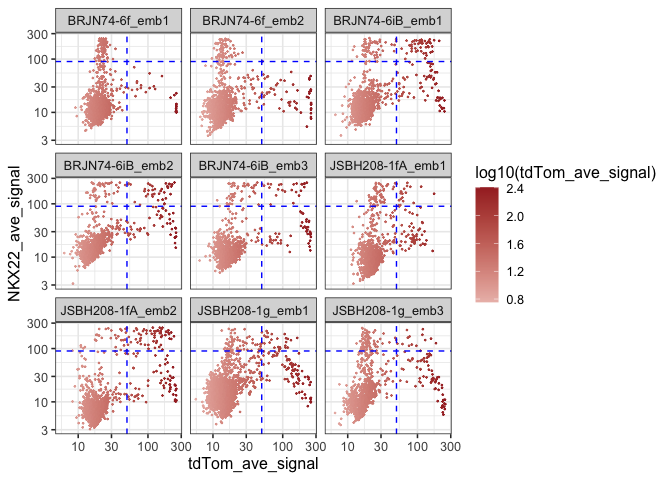 BRJN74-6f_emb1 BRJN74-6f_emb2 BRJN74-6iB_emb1
300
100
30
10
3
BRJN74-6iB_emb2 BRJN74-6iB_emb3 JSBH208-1fA_emb1
300
100
30
10
3
JSBH208-1fA_emb2 JSBH208-1g_emb1 JSBH208-1g_emb3
300
100
30
10
3
10 30 100 300 10 30 100 300 10 30 100 300
tdTom_ave_signal
NKX22_ave_signal
log10(tdTom_ave_signal)
2.4
2.0
1.6
1.2
0.8